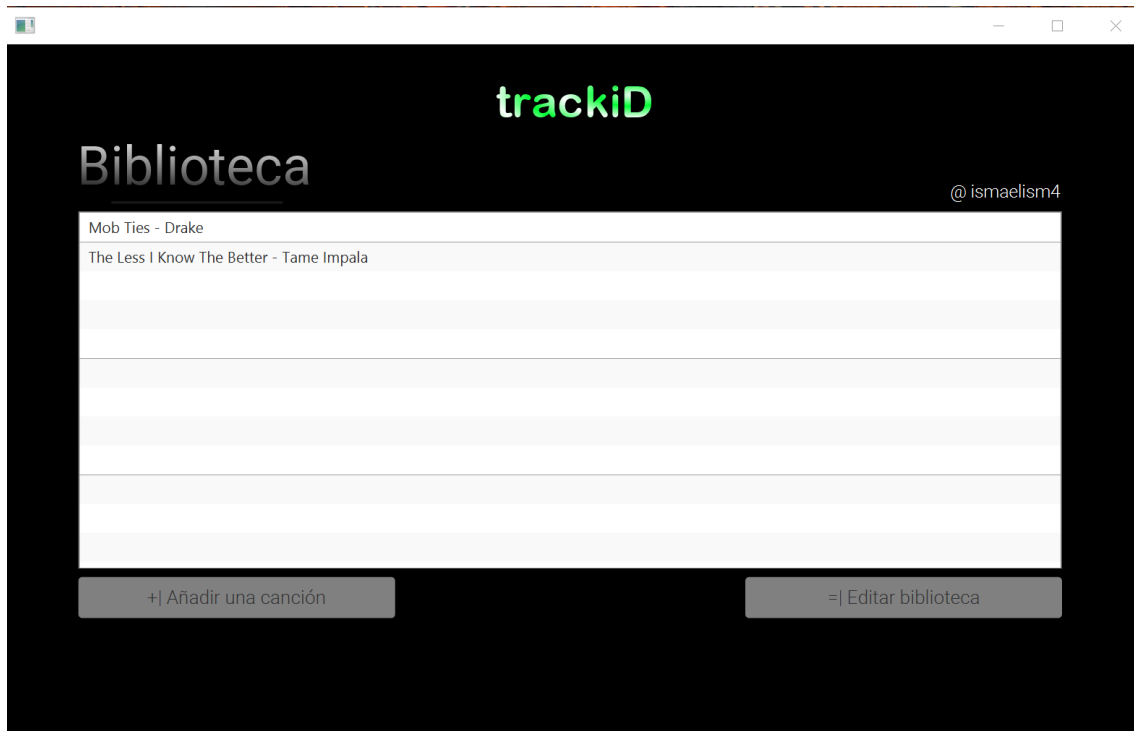 trackiD
Biblioteca
@ ismaelism4
Mob Ties - Drake
The Less I Know The Better - Tame Impala
+| Añadir una canción
=| Editar biblioteca